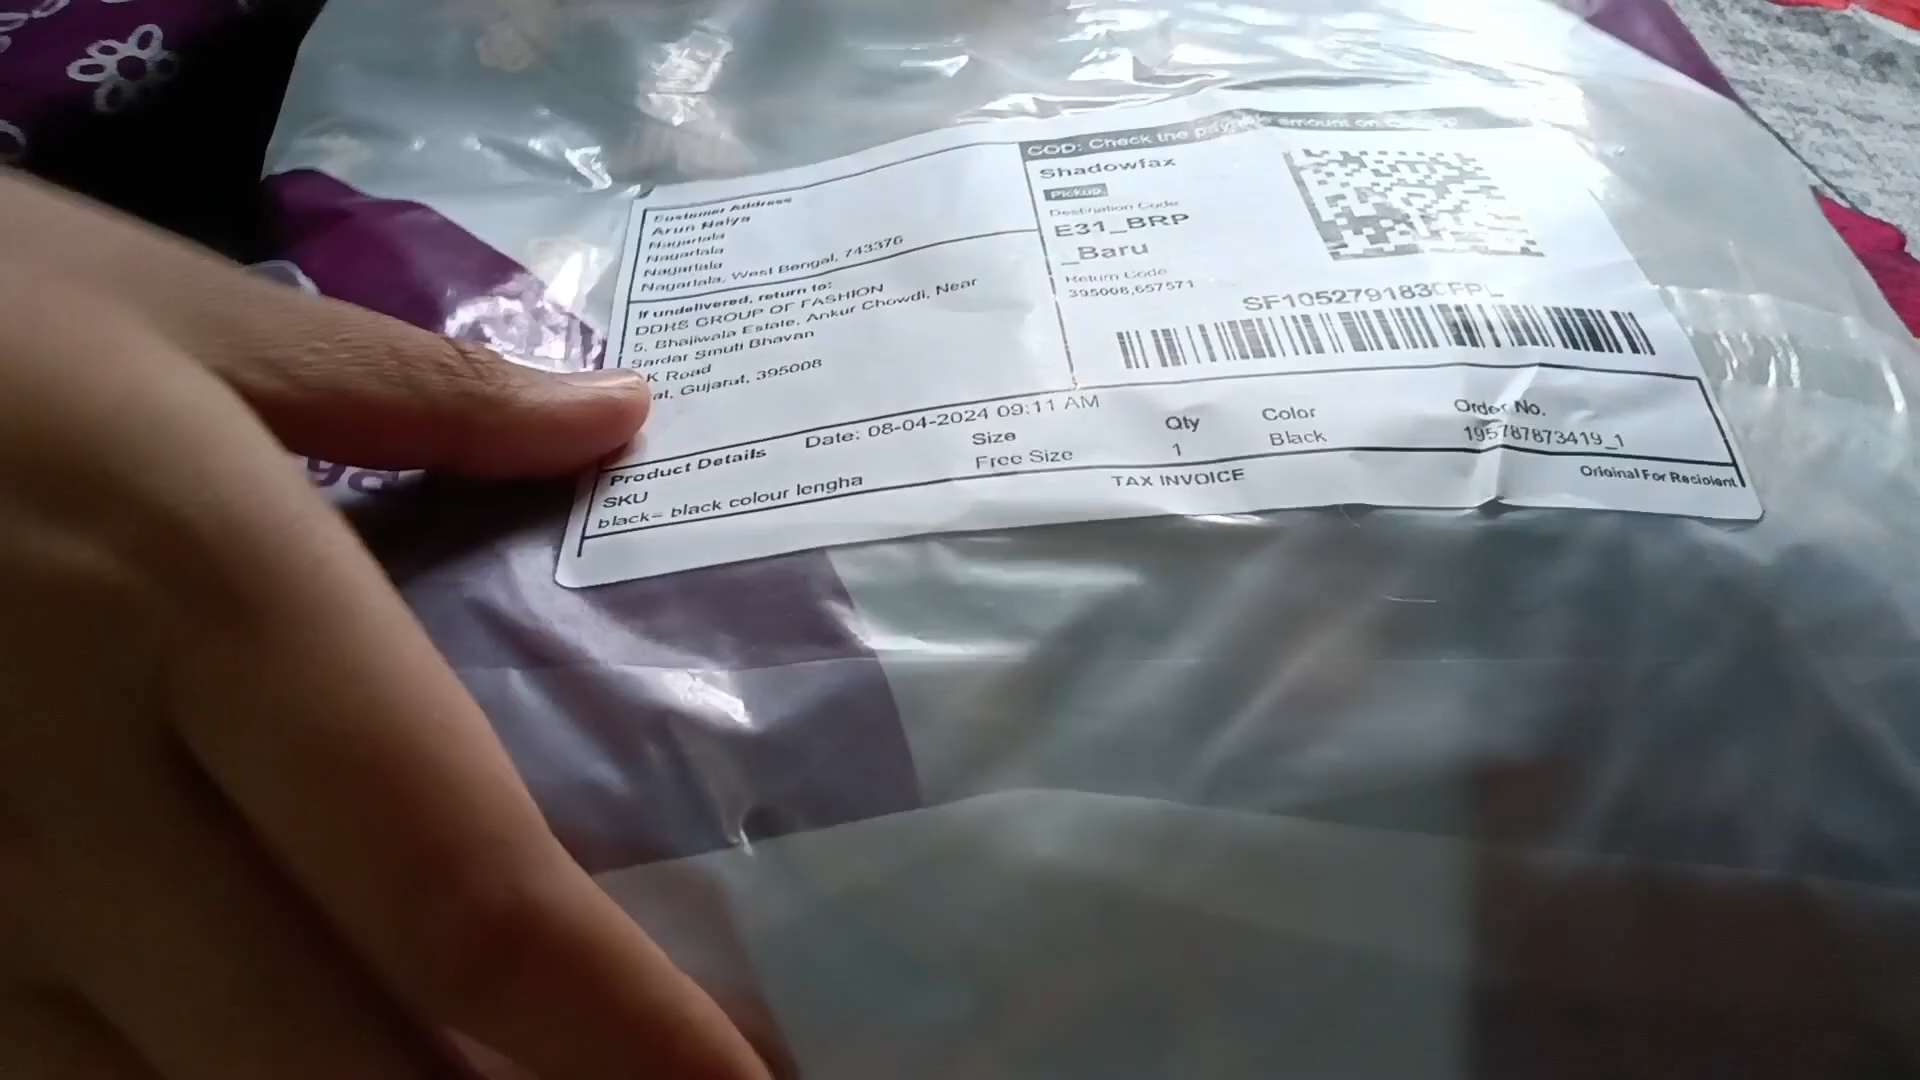 Customer Address
Arun Naiya
Nagartala
Nagartala
Nagartala
Nagartala, West Bengal, 743376
If undelivered, return to:
DDRS GROUP OF FASHION
5, Bhajiwala Estate, Ankur Chowdi, Near
Sardar Smuti Bhavan
K Road
at, Gujarat, 395008
COD: Check the payable amount on
Shadowfax
Pickup
Destination Code
E31_BRP
_Baru
Return Code
395008,657571
Product Details
Date: 08-04-2024 09:11 AM
SKU Size Qty Color Order No.
black= black colour lengha Free Size 1 Black 195787873419_1
TAX INVOICE
Original For Recipient